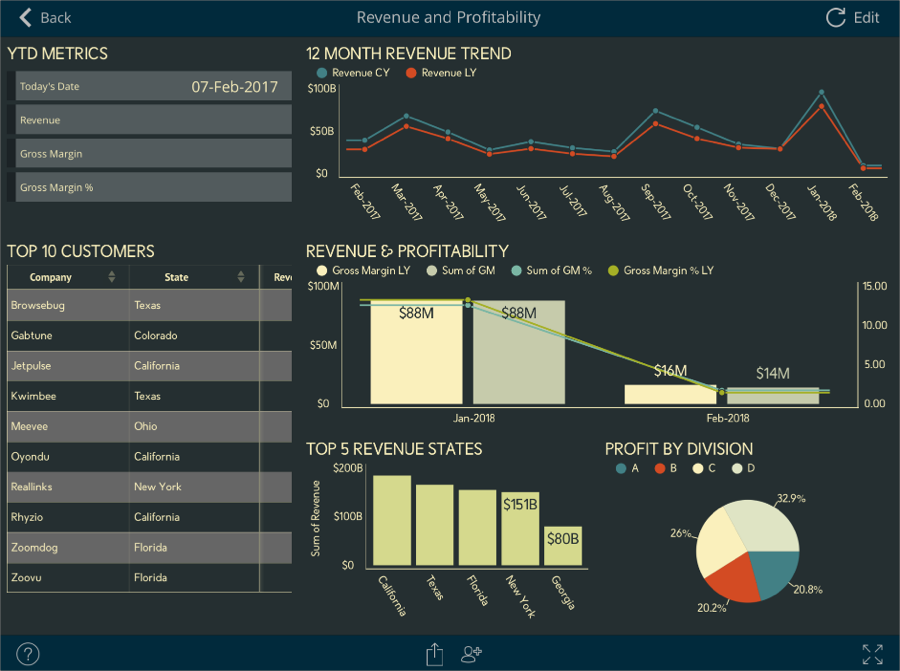 Back
Revenue and Profitability
Edit
YTD METRICS
Today's Date 07-Feb-2017
Revenue
Gross Margin
Gross Margin %
12 MONTH REVENUE TREND
Revenue CY Revenue LY
$100B
$50B
$0
Feb-2017 Mar-2017 Apr-2017 May-2017 Jun-2017 Jul-2017 Aug-2017 Sep-2017 Oct-2017 Nov-2017 Dec-2017 Jan-2018 Feb-2018
TOP 10 CUSTOMERS
Company State Reve
Browsebug Texas
Gabtune Colorado
Jetpulse California
Kwimbee Texas
Meevee Ohio
Oyondu California
Reallinks New York
Rhyzio California
Zoomdog Florida
Zoovu Florida
REVENUE & PROFITABILITY
Gross Margin LY Sum of GM Sum of GM % Gross Margin % LY
$100M 15.00
$88M $88M
10.00
$50M
5.00
$16M $14M
$0 0.00
Jan-2018 Feb-2018
TOP 5 REVENUE STATES
Sum of Revenue
$200B
$100B
$0
$151B
$80B
California Texas Florida New York Georgia
PROFIT BY DIVISION
A B C D
32.9%
26%
20.8%
20.2%
?